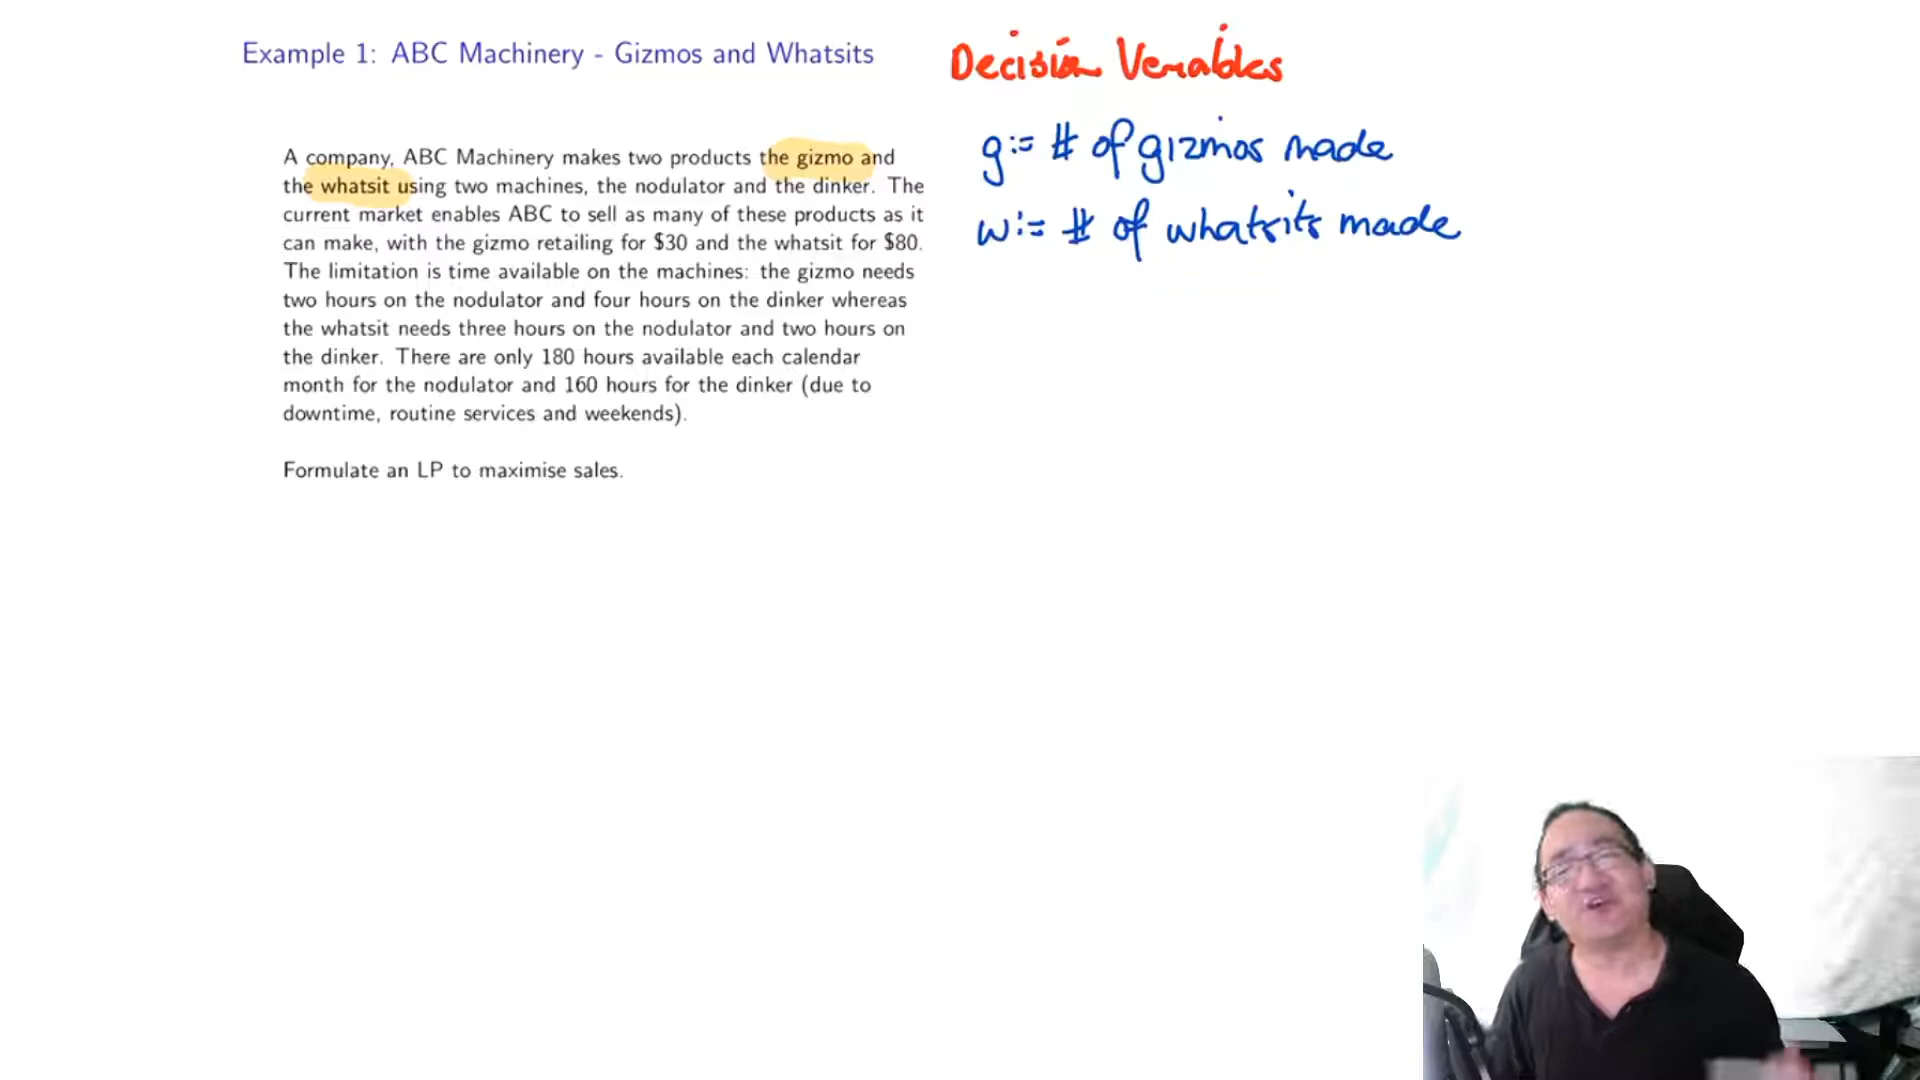 Example 1: ABC Machinery - Gizmos and Whatsits
A company, ABC Machinery makes two products the gizmo and
the whatsit using two machines, the nodulator and the dinker. The
current market enables ABC to sell as many of these products as it
can make, with the gizmo retailing for $30 and the whatsit for $80.
The limitation is time available on the machines: the gizmo needs
two hours on the nodulator and four hours on the dinker whereas
the whatsit needs three hours on the nodulator and two hours on
the dinker. There are only 180 hours available each calendar
month for the nodulator and 160 hours for the dinker (due to
downtime, routine services and weekends).
Formulate an LP to maximise sales.
Decision Variables
g := # of gizmos made
w := # of whatsits made